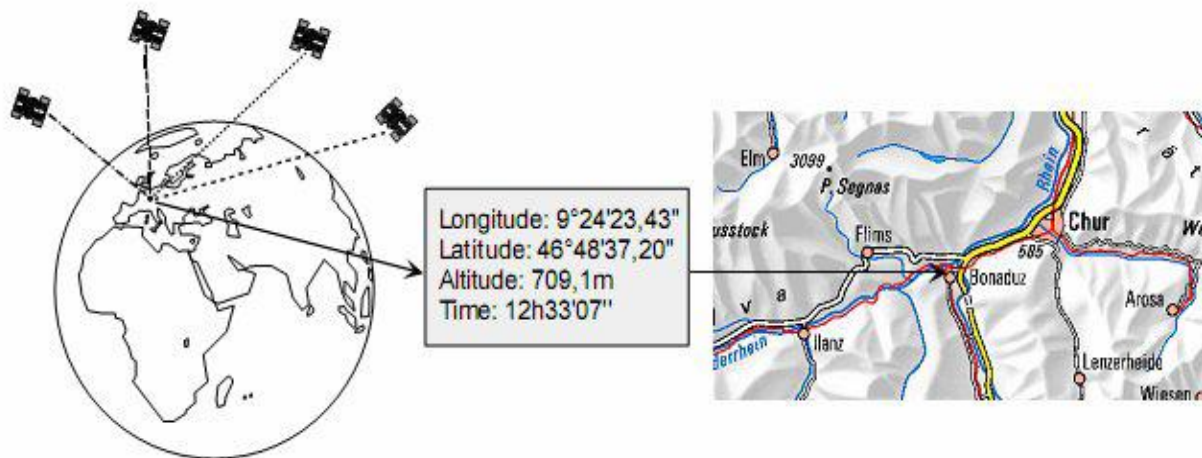 Longitude: 9°24'23,43"
Latitude: 46°48'37,20"
Altitude: 709,1m
Time: 12h33'07"
Elm
3099
P. Segnas
usstock
Flims
Rhein
Chur
585
Bonaduz
Arosa
v a
Ilanz
derrhein
Lenzerheide
Wiesen